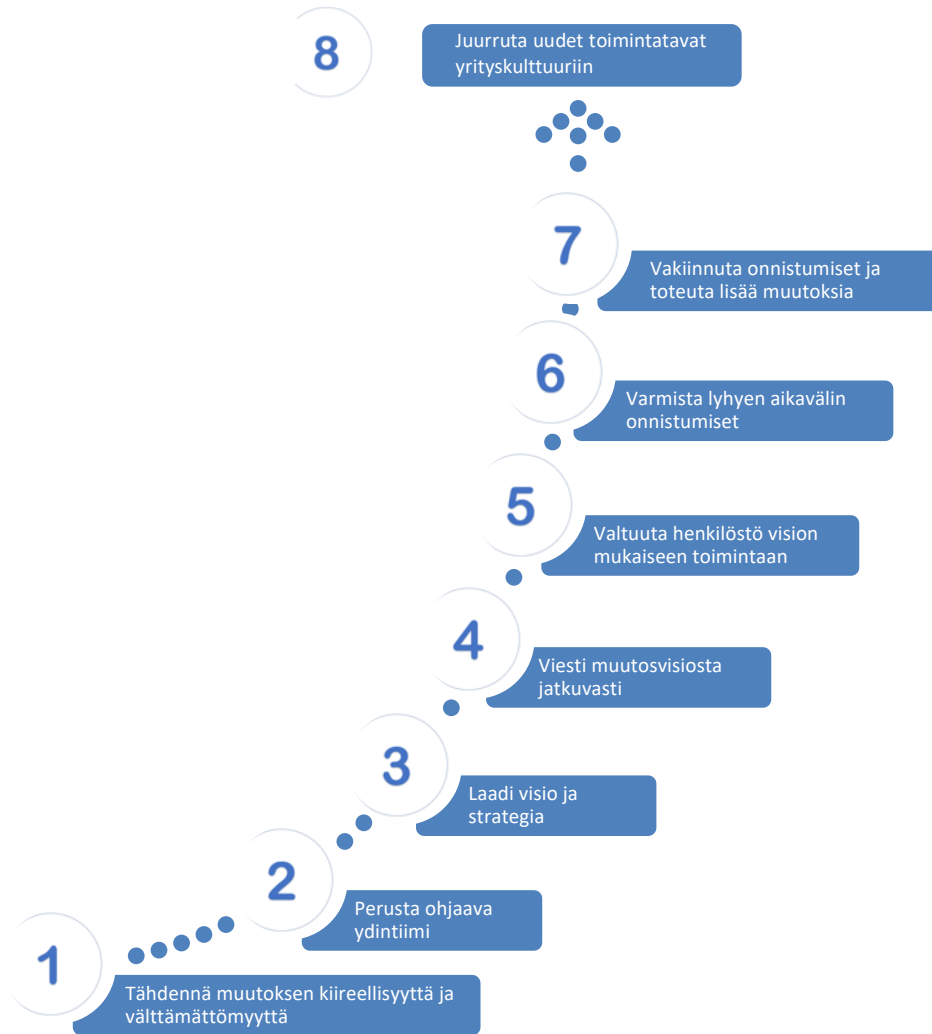 8
Juurruta uudet toimintatavat
yrityskulttuuriin
7
Vakiinnuta onnistumiset ja
toteuta lisää muutoksia
6
Varmista lyhyen aikavälin
onnistumiset
5
Valtuuta henkilöstö vision
mukaiseen toimintaan
4
Viesti muutosvisiosta
jatkuvasti
3
Laadi visio ja
strategia
2
Perusta ohjaava
ydintiimi
1
Tähdennä muutoksen kiireellisyyttä ja
välttämättömyyttä